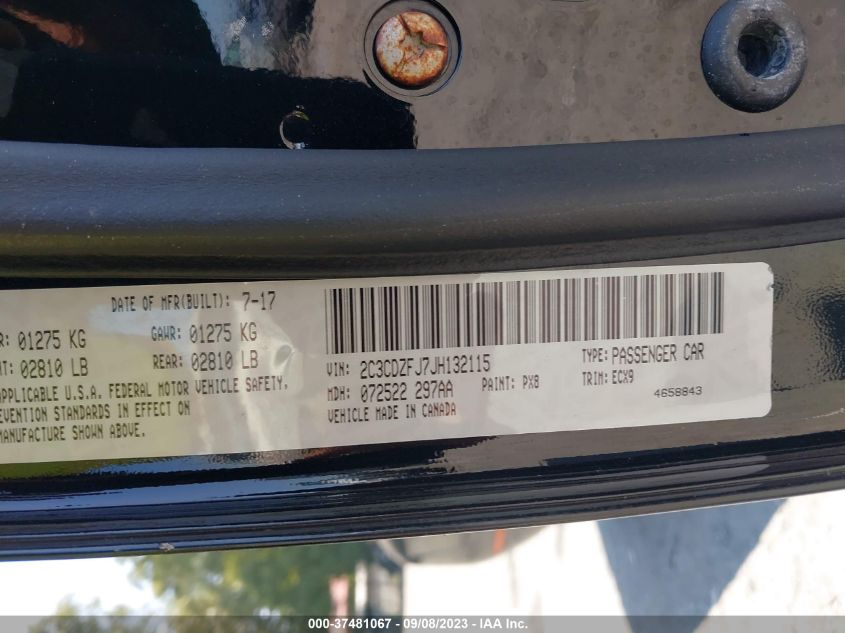 DATE OF MFR(BUILT): 7-17
01275 KG GAWR: 01275 KG
02810 LB REAR: 02810 LB
APPLICABLE U.S.A. FEDERAL MOTOR VEHICLE SAFETY,
STANDARDS IN EFFECT ON
MANUFACTURE SHOWN ABOVE.
VIN: 2C3CDZFJ7JH132115 TYPE: PASSENGER CAR
MDH: 072522 297AA PAINT: PX8 TRIM: ECX9
VEHICLE MADE IN CANADA 4658843
000-37481067 - 09/08/2023 - IAA Inc.